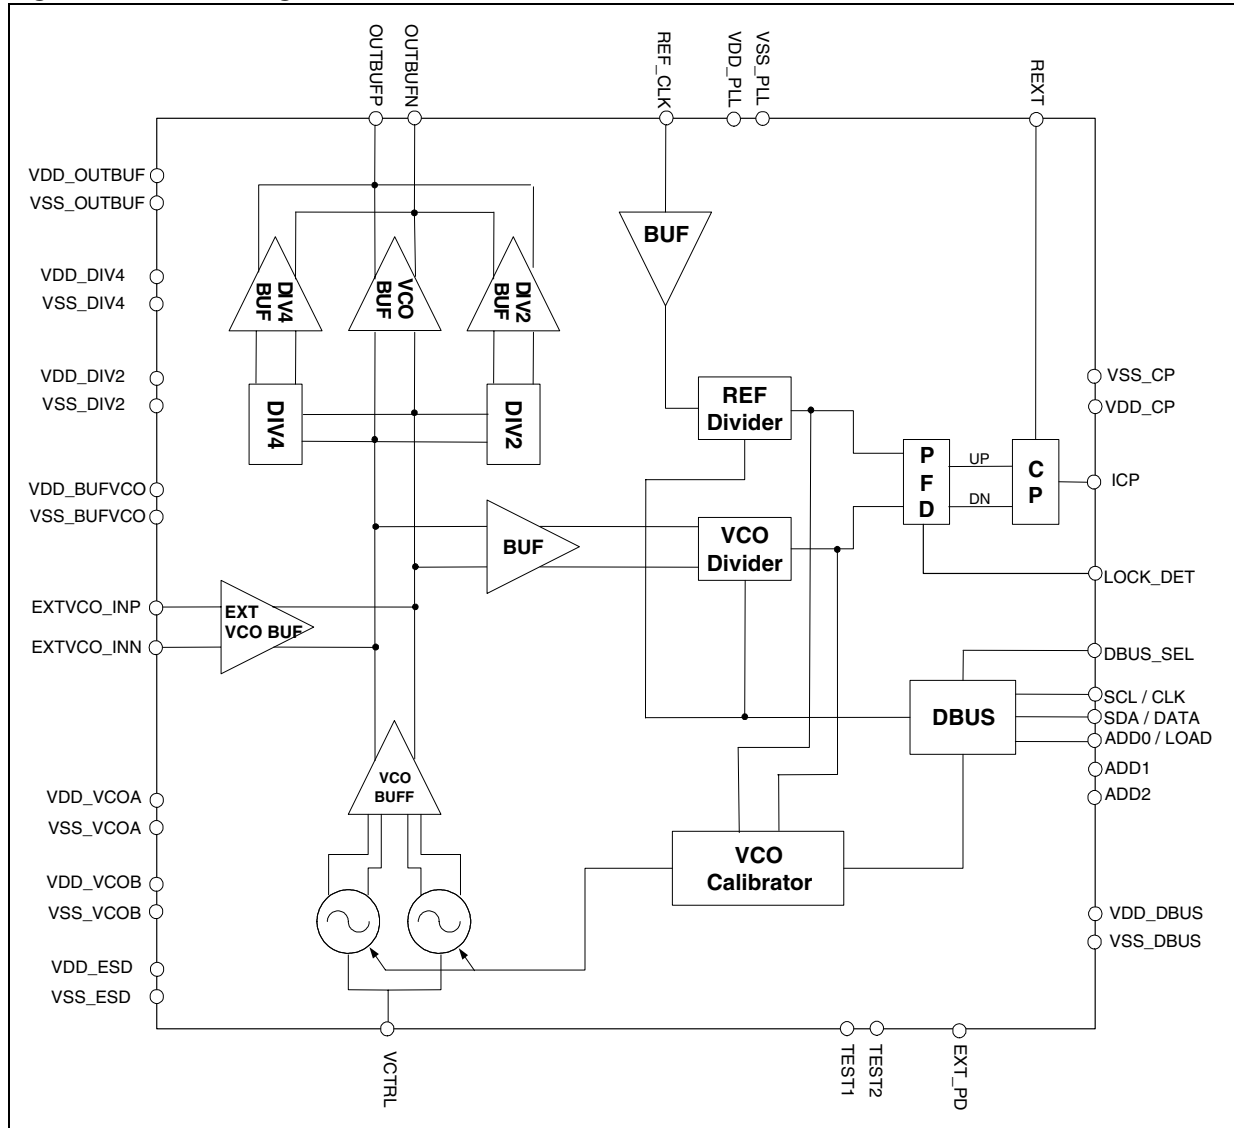 OUTBUFP
OUTBUFN
REF_CLK
VDD_PLL
VSS_PLL
REXT
VDD_OUTBUF
VSS_OUTBUF
VDD_DIV4
VSS_DIV4
VDD_DIV2
VSS_DIV2
VDD_BUFVCO
VSS_BUFVCO
EXTVCO_INP
EXTVCO_INN
VDD_VCOA
VSS_VCOA
VDD_VCOB
VSS_VCOB
VDD_ESD
VSS_ESD
DIV4
BUF
VCO
BUF
DIV2
BUF
DIV4
DIV2
BUF
REF
Divider
BUF
VCO
Divider
EXT
VCO BUF
VCO
BUFF
PFD
UP
DN
CP
DBUS
VCO
Calibrator
VSS_CP
VDD_CP
ICP
LOCK_DET
DBUS_SEL
SCL / CLK
SDA / DATA
ADD0 / LOAD
ADD1
ADD2
VDD_DBUS
VSS_DBUS
VCTRL
TEST1
TEST2
EXT_PD